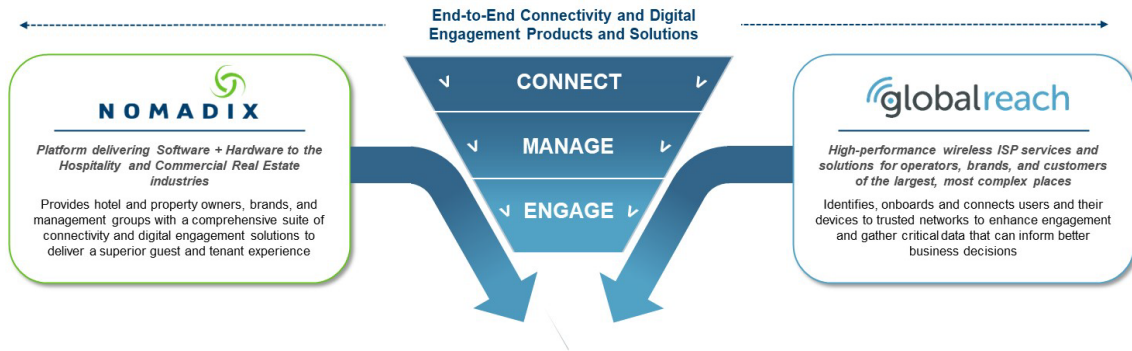 End-to-End Connectivity and Digital
Engagement Products and Solutions
NOMADIX
Platform delivering Software + Hardware to the
Hospitality and Commercial Real Estate
industries
Provides hotel and property owners, brands, and
management groups with a comprehensive suite of
connectivity and digital engagement solutions to
deliver a superior guest and tenant experience
CONNECT
MANAGE
ENGAGE
globalreach
High-performance wireless ISP services and
solutions for operators, brands, and customers
of the largest, most complex places
Identifies, onboards and connects users and their
devices to trusted networks to enhance engagement
and gather critical data that can inform better
business decisions